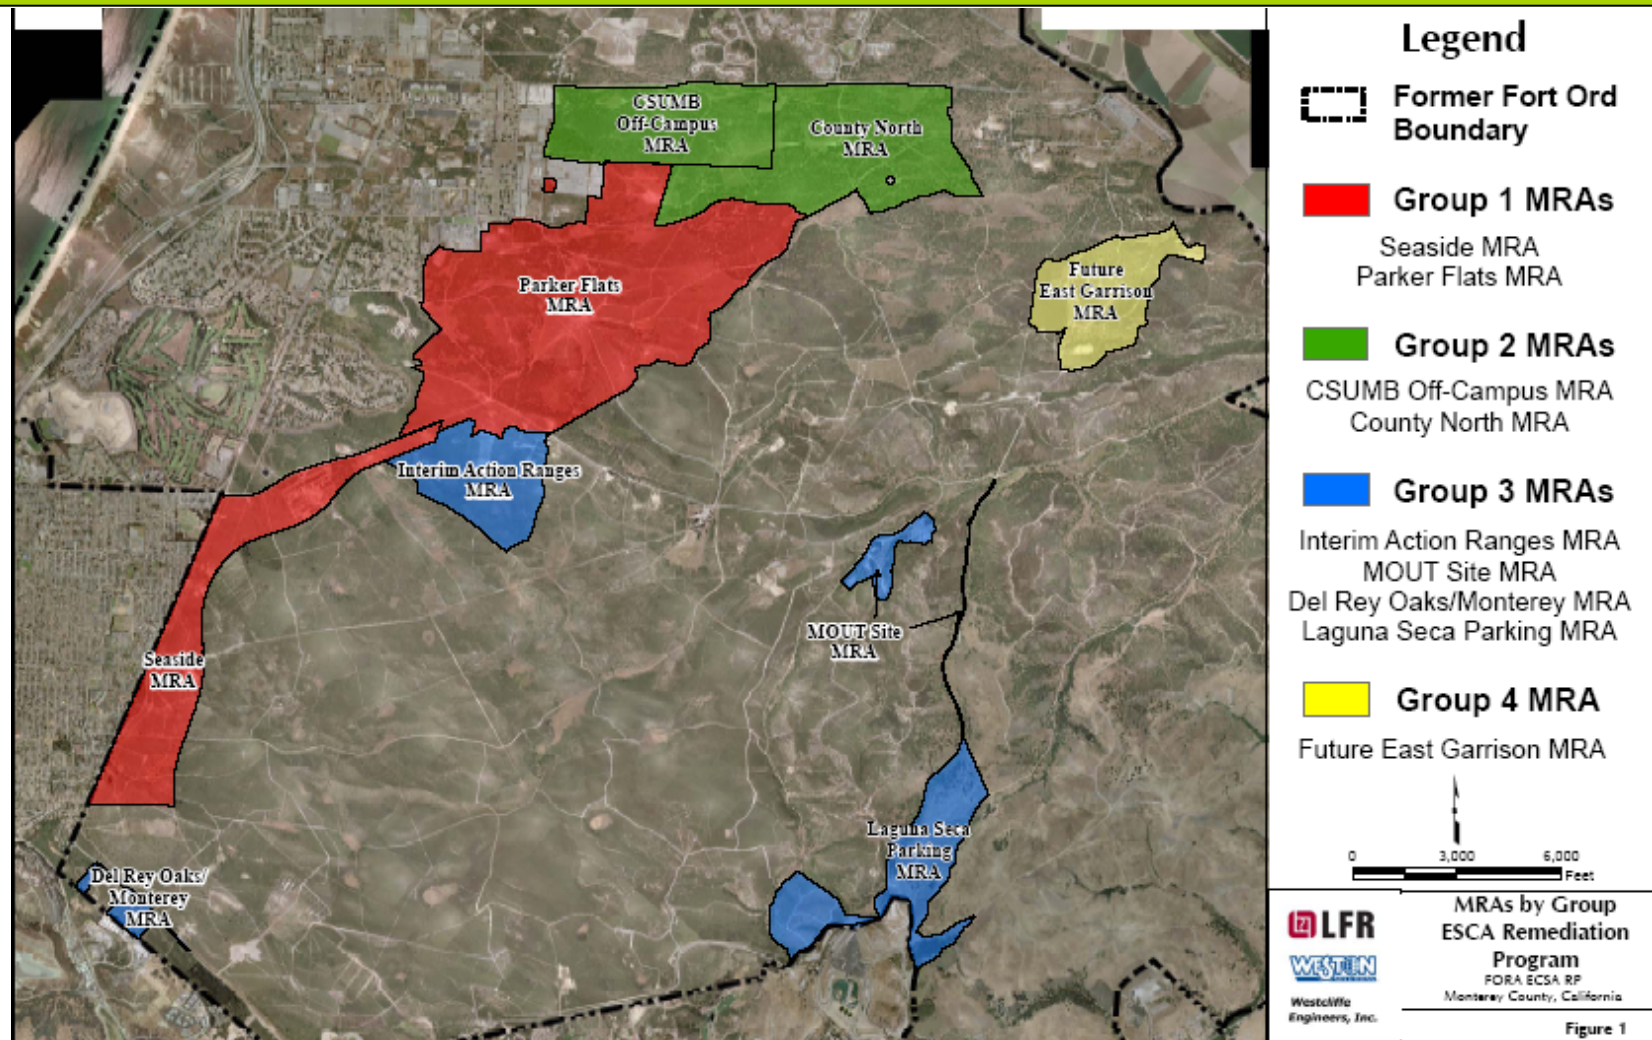 CSUMB
Off-Campus
MRA
County North
MRA
Parker Flats
MRA
Future
East Garrison
MRA
Interim Action Ranges
MRA
MOUT Site
MRA
Seaside
MRA
Laguna Seca
Parking
MRA
Del Rey Oaks/
Monterey
MRA
Legend
Former Fort Ord
Boundary
Group 1 MRAs
Seaside MRA
Parker Flats MRA
Group 2 MRAs
CSUMB Off-Campus MRA
County North MRA
Group 3 MRAs
Interim Action Ranges MRA
MOUT Site MRA
Del Rey Oaks/Monterey MRA
Laguna Seca Parking MRA
Group 4 MRA
Future East Garrison MRA
0 3,000 6,000
Feet
LFR
WESTON
Westcliffe
Engineers, Inc.
MRAs by Group
ESCA Remediation
Program
FORA ECSA RP
Monterey County, California
Figure 1